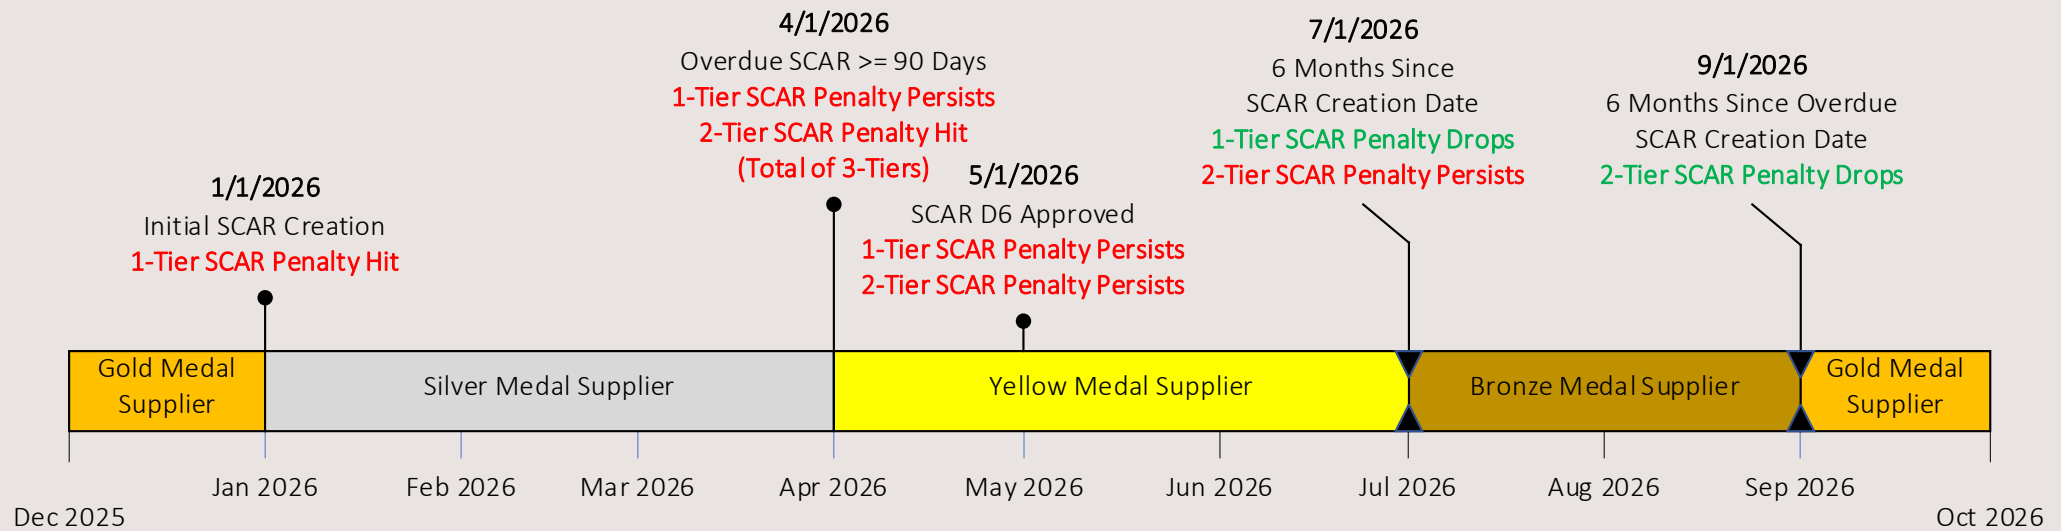 1/1/2026
Initial SCAR Creation
1-Tier SCAR Penalty Hit
4/1/2026
Overdue SCAR >= 90 Days
1-Tier SCAR Penalty Persists
2-Tier SCAR Penalty Hit
(Total of 3-Tiers)
5/1/2026
SCAR D6 Approved
1-Tier SCAR Penalty Persists
2-Tier SCAR Penalty Persists
7/1/2026
6 Months Since
SCAR Creation Date
1-Tier SCAR Penalty Drops
2-Tier SCAR Penalty Persists
9/1/2026
6 Months Since Overdue
SCAR Creation Date
2-Tier SCAR Penalty Drops
Gold Medal
Supplier
Silver Medal Supplier
Yellow Medal Supplier
Bronze Medal Supplier
Gold Medal
Supplier
Dec 2025
Jan 2026
Feb 2026
Mar 2026
Apr 2026
May 2026
Jun 2026
Jul 2026
Aug 2026
Sep 2026
Oct 2026